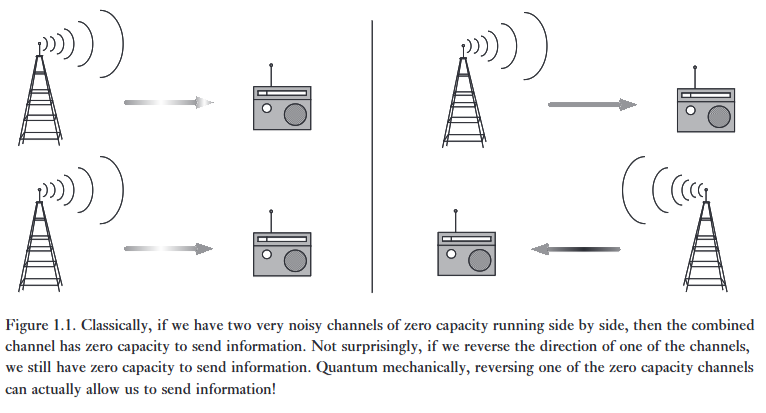 Figure 1.1. Classically, if we have two very noisy channels of zero capacity running side by side, then the combined
channel has zero capacity to send information. Not surprisingly, if we reverse the direction of one of the channels,
we still have zero capacity to send information. Quantum mechanically, reversing one of the zero capacity channels
can actually allow us to send information!